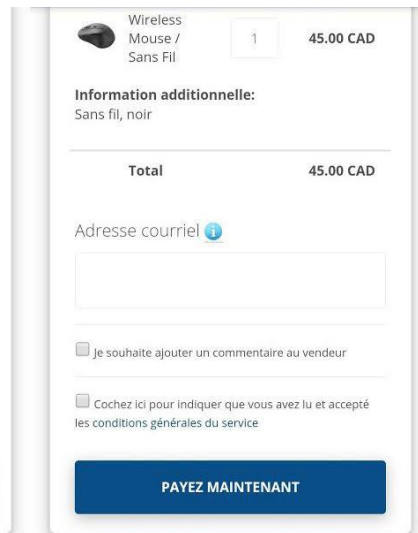 Wireless
Mouse /
Sans Fil
1
45.00 CAD
Information additionnelle:
Sans fil, noir
Total
45.00 CAD
Adresse courriel
Je souhaite ajouter un commentaire au vendeur
Cochez ici pour indiquer que vous avez lu et accepté
les conditions générales du service
PAYEZ MAINTENANT